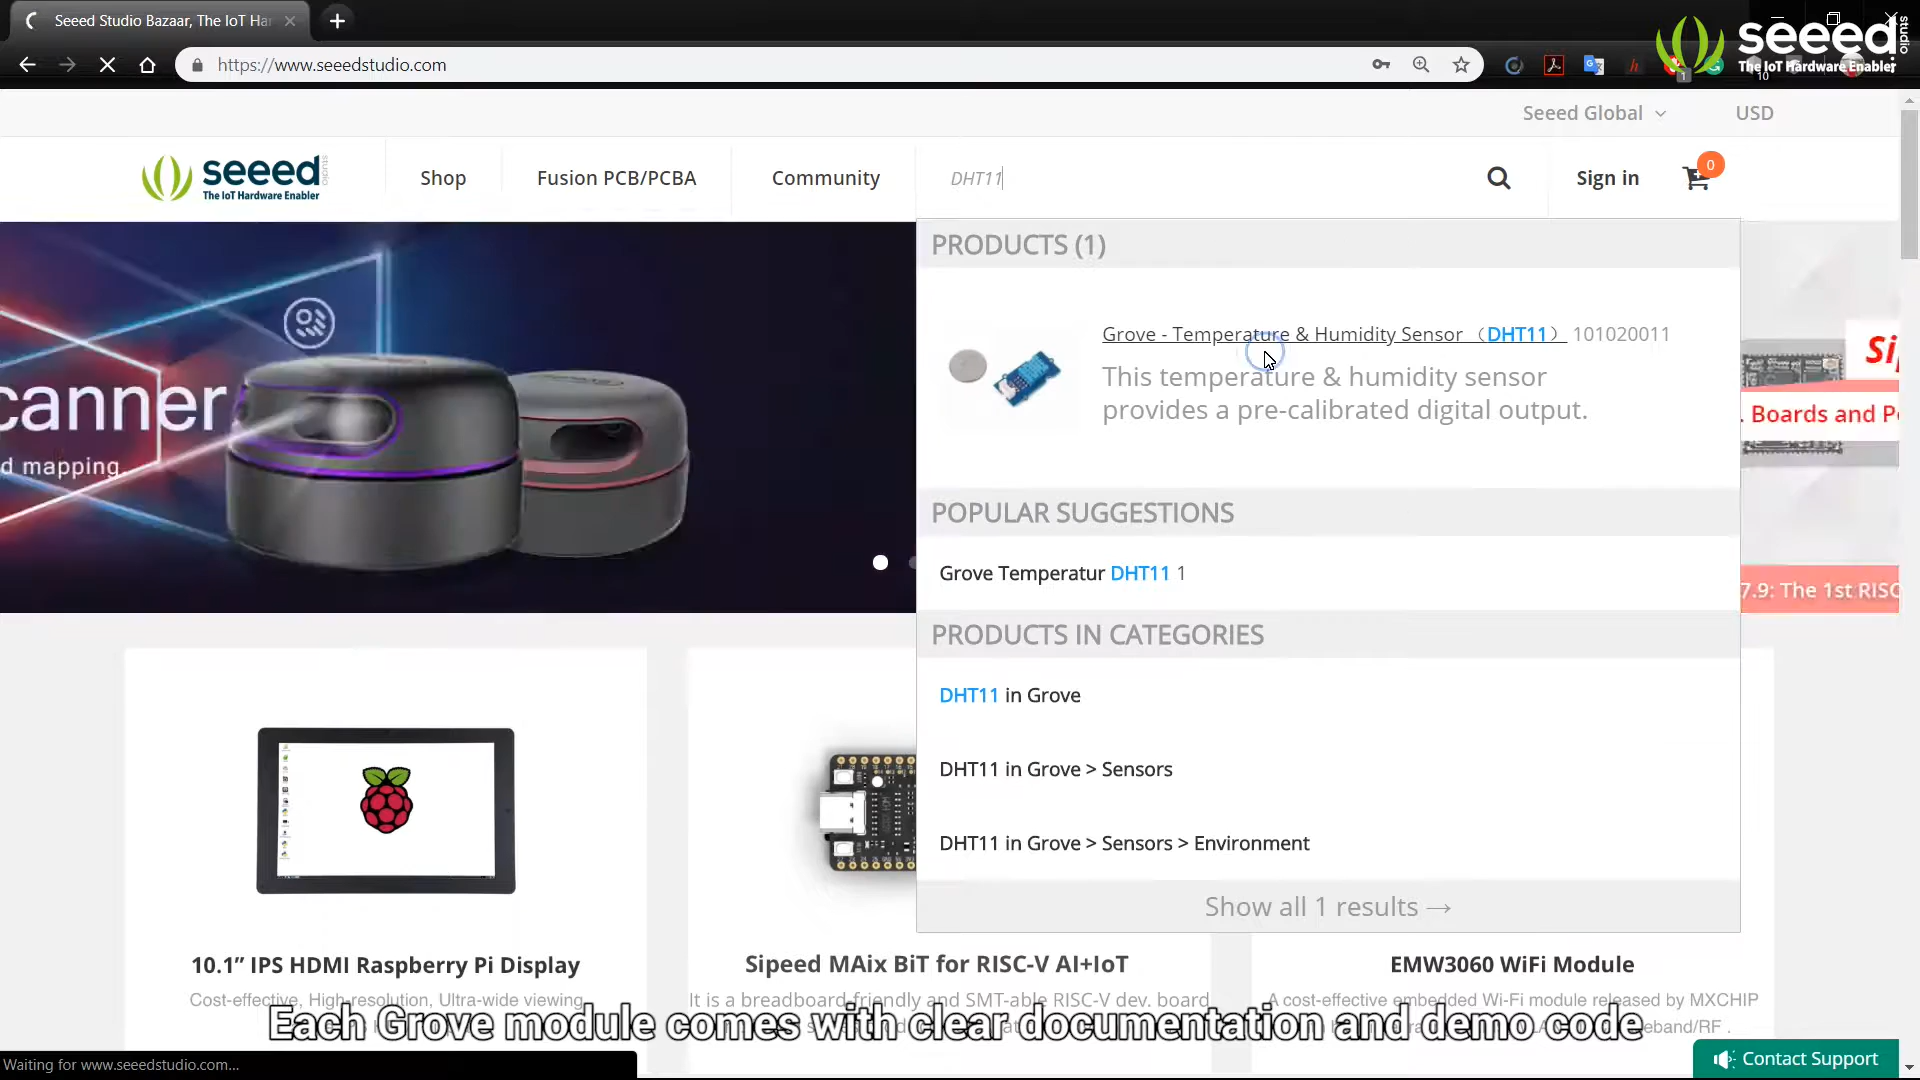 Seeed Studio Bazaar, The IoT Har
https://www.seeedstudio.com
1
10
seeed studio
The IoT Hardware Enabler
Seeed Global
USD
seeed studio
The IoT Hardware Enabler
Shop
Fusion PCB/PCBA
Community
DHT11
Sign in
0
PRODUCTS (1)
Grove - Temperature & Humidity Sensor （DHT11） 101020011
This temperature & humidity sensor
provides a pre-calibrated digital output.
canner
d mapping.
Si
. Boards and P
7.9: The 1st RISC
POPULAR SUGGESTIONS
Grove Temperatur DHT11 1
PRODUCTS IN CATEGORIES
DHT11 in Grove
DHT11 in Grove > Sensors
DHT11 in Grove > Sensors > Environment
Show all 1 results →
10.1” IPS HDMI Raspberry Pi Display
Cost-effective, High-resolution, Ultra-wide viewing
Sipeed MAix BiT for RISC-V AI+IoT
It is a breadboard-friendly and SMT-able RISC-V dev. board
EMW3060 WiFi Module
A cost-effective embedded Wi-Fi module released by MXCHIP
eband/RF .
Each Grove module comes with clear documentation and demo code
Waiting for www.seeedstudio.com...
Contact Support